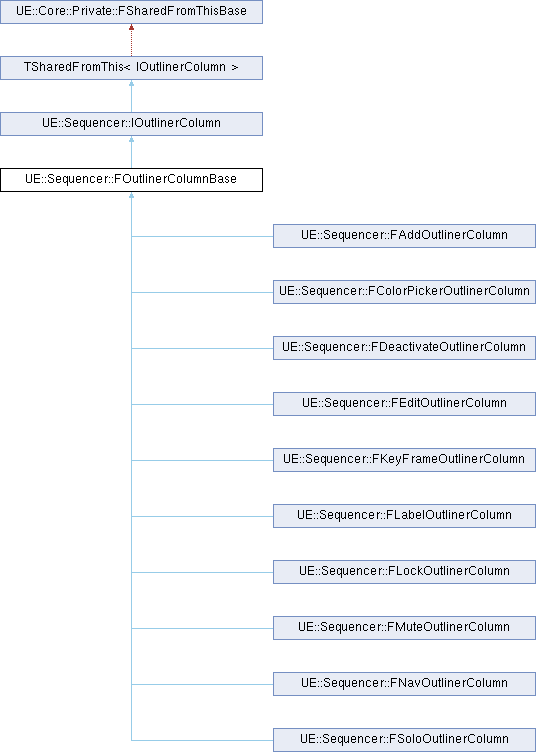 UE::Core::Private::FSharedFromThisBase
TSharedFromThis< IOutlinerColumn >
UE::Sequencer::IOutlinerColumn
UE::Sequencer::FOutlinerColumnBase
UE::Sequencer::FAddOutlinerColumn
UE::Sequencer::FColorPickerOutlinerColumn
UE::Sequencer::FDeactivateOutlinerColumn
UE::Sequencer::FEditOutlinerColumn
UE::Sequencer::FKeyFrameOutlinerColumn
UE::Sequencer::FLabelOutlinerColumn
UE::Sequencer::FLockOutlinerColumn
UE::Sequencer::FMuteOutlinerColumn
UE::Sequencer::FNavOutlinerColumn
UE::Sequencer::FSoloOutlinerColumn